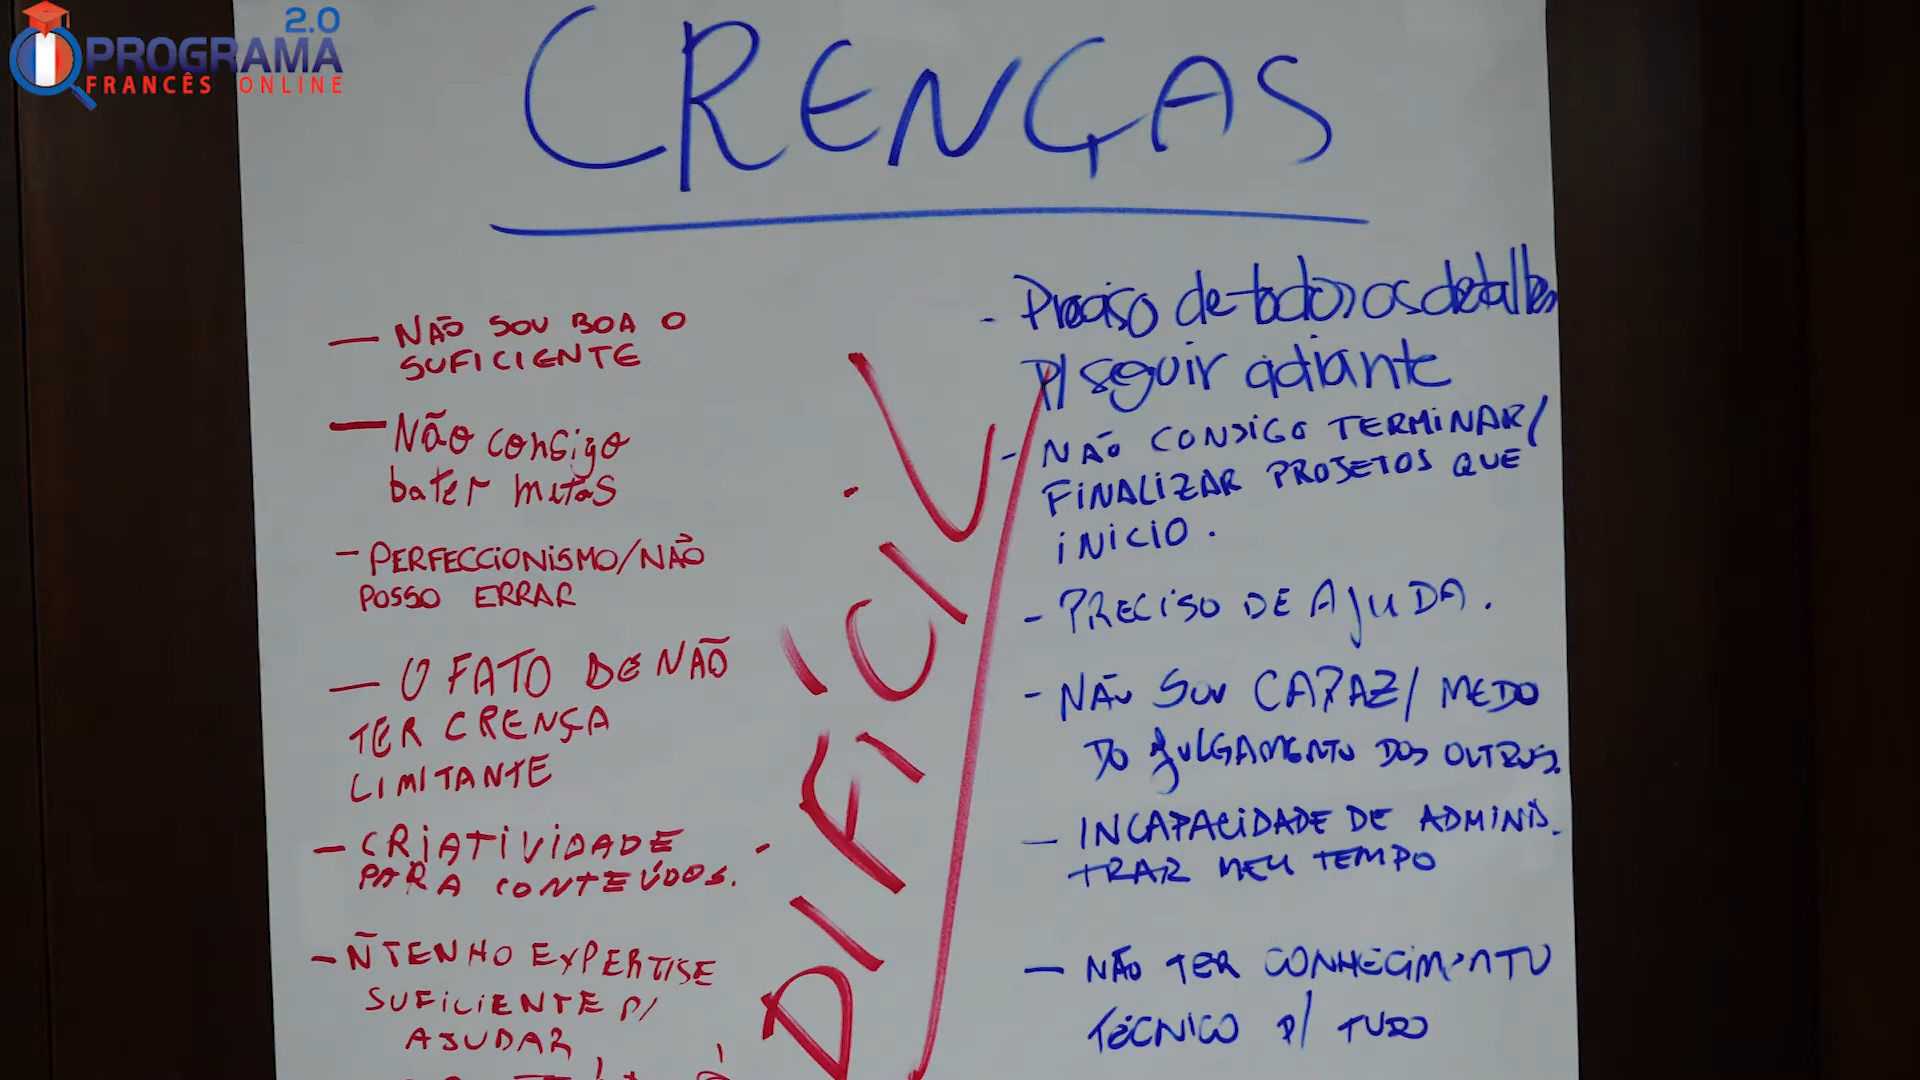 2.0
PROGRAMA
FRANCÊS ONLINE
CRENÇAS
- NÃO SOU BOA O
SUFICIENTE
- Não consigo
bater metas
- PERFECCIONISMO/NÃO
POSSO ERRAR
- O FATO DE NÃO
TER CRENÇA
LIMITANTE
- CRIATIVIDADE
PARA CONTEÚDOS.
- Ñ TENHO EXPERTISE
SUFICIENTE P/
AJUDAR
DIFÍCIL
- Preciso de todos os detalhes
P/ seguir adiante
- NÃO CONSIGO TERMINAR/
FINALIZAR PROJETOS QUE
INICIO.
- PRECISO DE AJUDA.
- NÃO SOU CAPAZ/ MEDO
DO JULGAMENTO DOS OUTROS.
- INCAPACIDADE DE ADMINIS.
TRAR MEU TEMPO
- NÃO TER CONHECIMENTO
TÉCNICO P/ TUDO